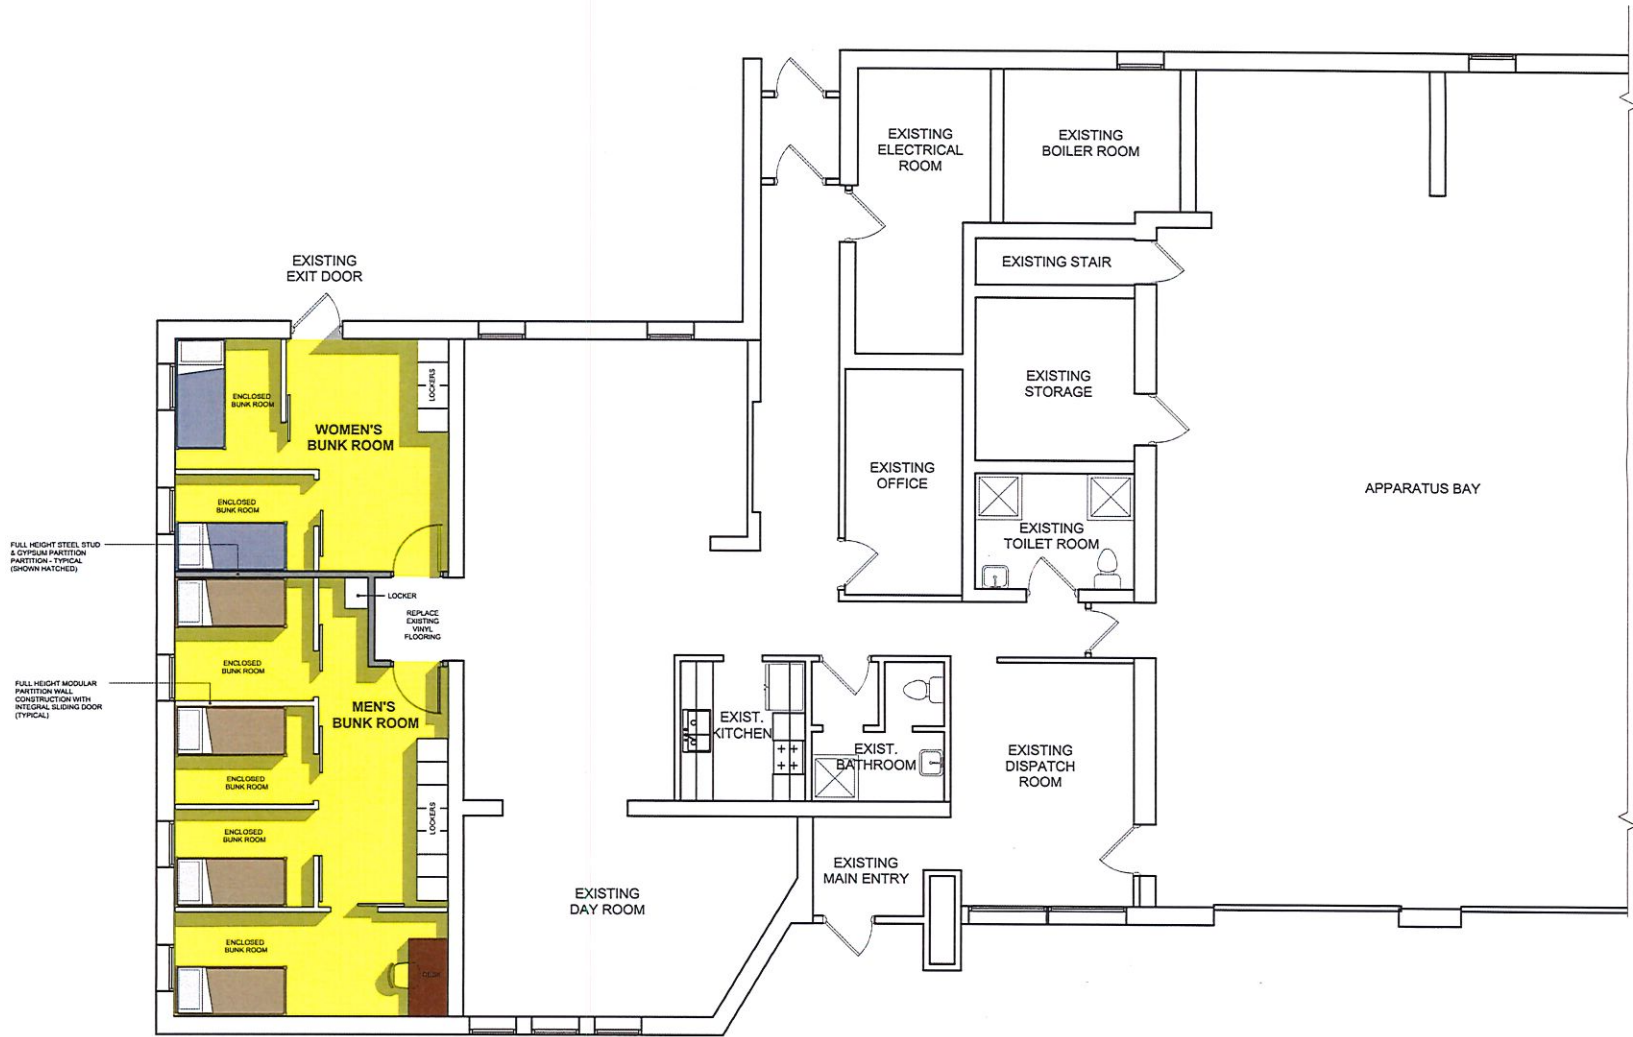 EXISTING
ELECTRICAL
ROOM
EXISTING
BOILER ROOM
EXISTING
EXIT DOOR
EXISTING STAIR
EXISTING
STORAGE
ENCLOSED
BUNK ROOM
LOCKERS
WOMEN'S
BUNK ROOM
EXISTING
OFFICE
APPARATUS BAY
ENCLOSED
BUNK ROOM
EXISTING
TOILET ROOM
FULL HEIGHT STEEL STUD
& GYPSUM PARTITION
PARTITION - TYPICAL
(SHOWN HATCHED)
LOCKER
REPLACE
EXISTING
VINYL
FLOORING
ENCLOSED
BUNK ROOM
FULL HEIGHT MODULAR
PARTITION WALL
CONSTRUCTION WITH
INTEGRAL SLIDING DOOR
(TYPICAL)
MEN'S
BUNK ROOM
EXIST.
KITCHEN
EXIST.
BATHROOM
EXISTING
DISPATCH
ROOM
ENCLOSED
BUNK ROOM
LOCKERS
ENCLOSED
BUNK ROOM
EXISTING
MAIN ENTRY
EXISTING
DAY ROOM
ENCLOSED
BUNK ROOM
DESK